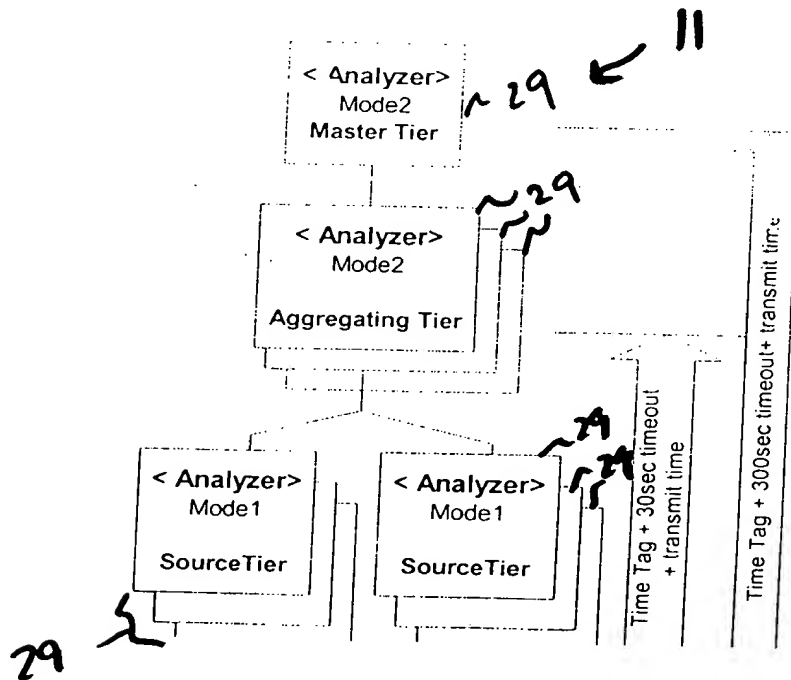 11
< Analyzer>
Mode2
Master Tier
29
29
< Analyzer>
Mode2
Aggregating Tier
29
29
< Analyzer>
Mode1
SourceTier
< Analyzer>
Mode1
SourceTier
29
Time Tag + 30sec timeout
+ transmit time
Time Tag + 300sec timeout+ transmit time